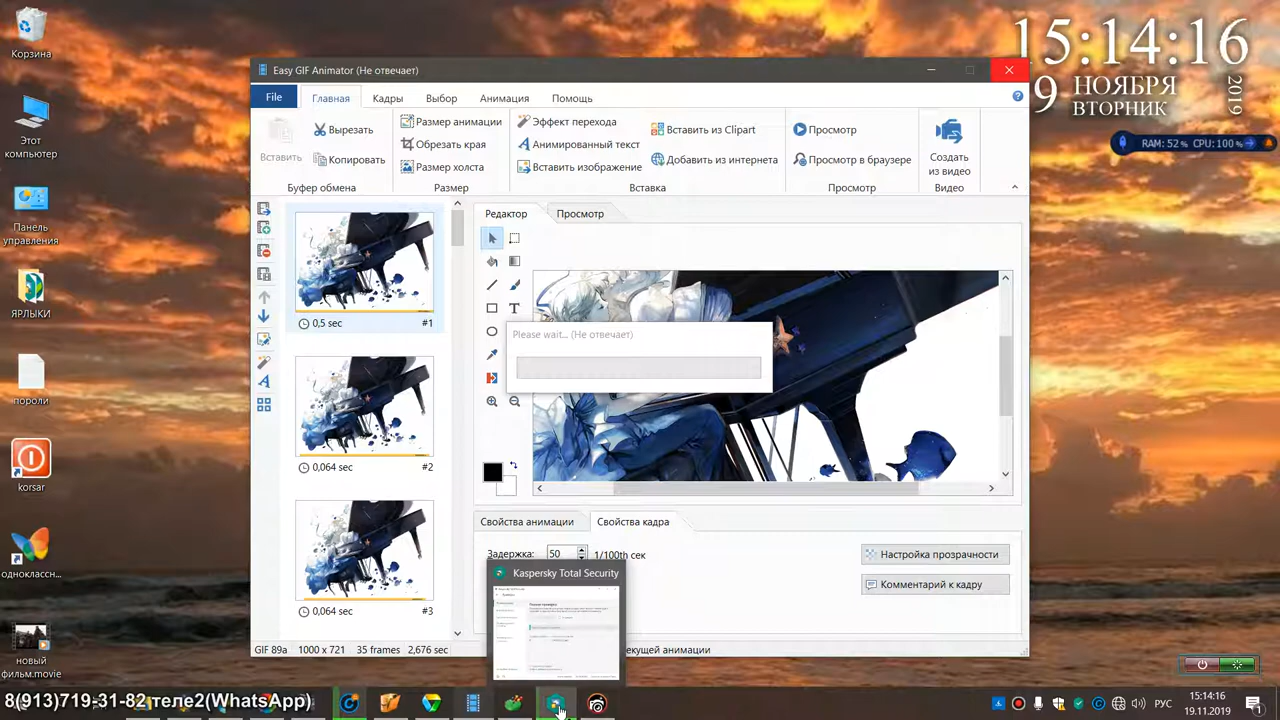 Корзина
Этот
компьютер
Панель
управления
ЯРЛЫКИ
пороли
korsar
одноклассн...
новый
фильм.movie
8(913)719-31-82 теле2(WhatsApp)
15:14:16
9 НОЯБРЯ
ВТОРНИК
2019
RAM: 52 % CPU: 100 %
Easy GIF Animator (Не отвечает)
File
Главная
Кадры
Выбор
Анимация
Помощь
Вставить
Вырезать
Копировать
Буфер обмена
Размер анимации
Обрезать края
Размер холста
Размер
Эффект перехода
Анимированный текст
Вставить изображение
Вставить из Clipart
Добавить из интернета
Вставка
Просмотр
Просмотр в браузере
Просмотр
Создать
из видео
Видео
Редактор
Просмотр
0,5 sec #1
0,064 sec #2
0,064 sec #3
Please wait... (Не отвечает)
Свойства анимации
Свойства кадра
Задержка: 50 1/100th сек
Настройка прозрачности
Комментарий к кадру
Kaspersky Total Security
GIF 89a 1000 x 721 35 frames 2,676 sec
екущей анимации
РУС
15:14:16
19.11.2019
1